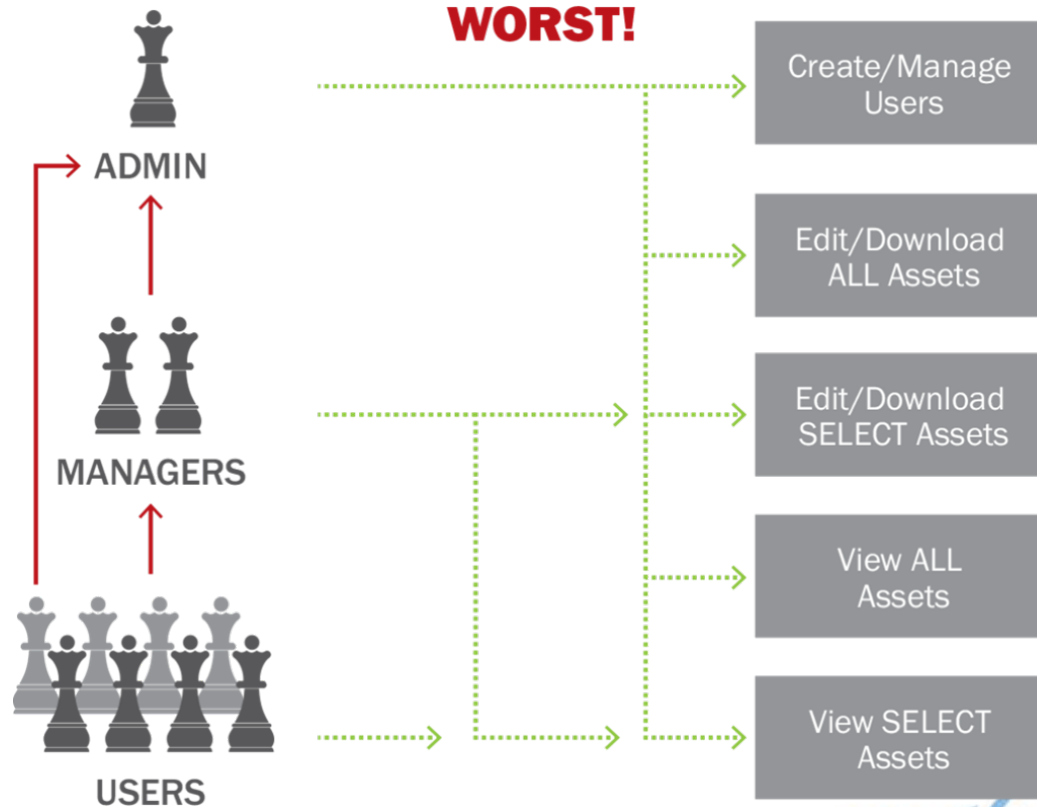 WORST!
ADMIN
MANAGERS
USERS
Create/Manage
Users
Edit/Download
ALL Assets
Edit/Download
SELECT Assets
View ALL
Assets
View SELECT
Assets